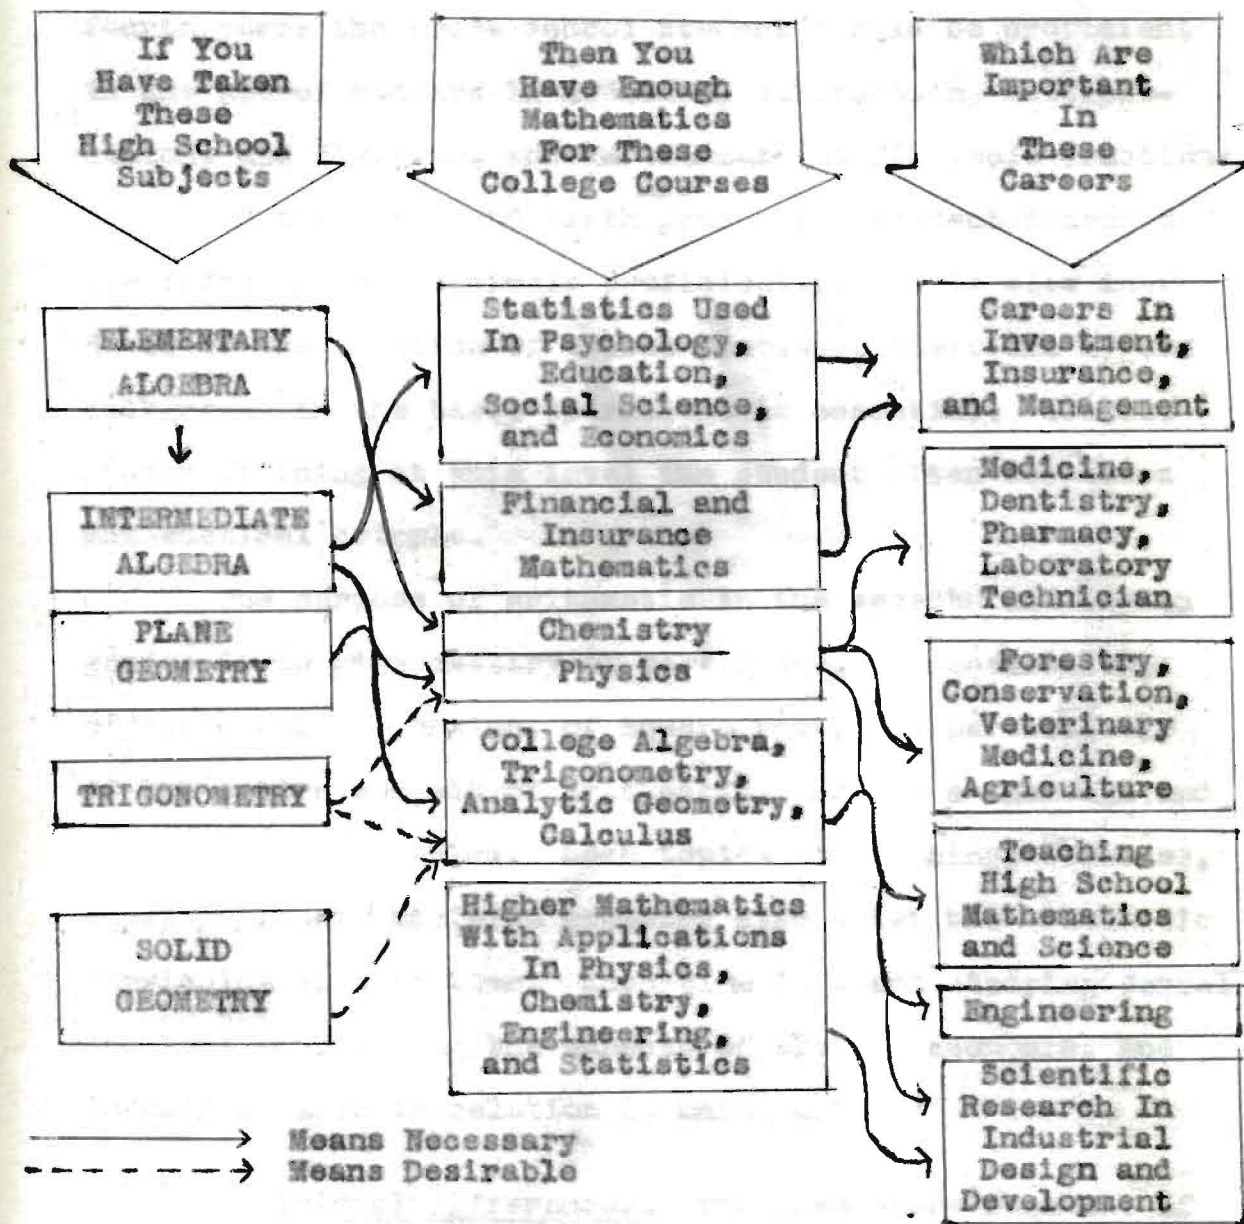 If You
Have Taken
These
High School
Subjects
Then You
Have Enough
Mathematics
For These
College Courses
Which Are
Important
In
These
Careers
ELEMENTARY
ALGEBRA
INTERMEDIATE
ALGEBRA
PLANE
GEOMETRY
TRIGONOMETRY
SOLID
GEOMETRY
Statistics Used
In Psychology,
Education,
Social Science,
and Economics
Financial and
Insurance
Mathematics
Chemistry
Physics
College Algebra,
Trigonometry,
Analytic Geometry,
Calculus
Higher Mathematics
With Applications
In Physics,
Chemistry,
Engineering,
and Statistics
Careers In
Investment,
Insurance,
and Management
Medicine,
Dentistry,
Pharmacy,
Laboratory
Technician
Forestry,
Conservation,
Veterinary
Medicine,
Agriculture
Teaching
High School
Mathematics
and Science
Engineering
Scientific
Research In
Industrial
Design and
Development
Means Necessary
Means Desirable